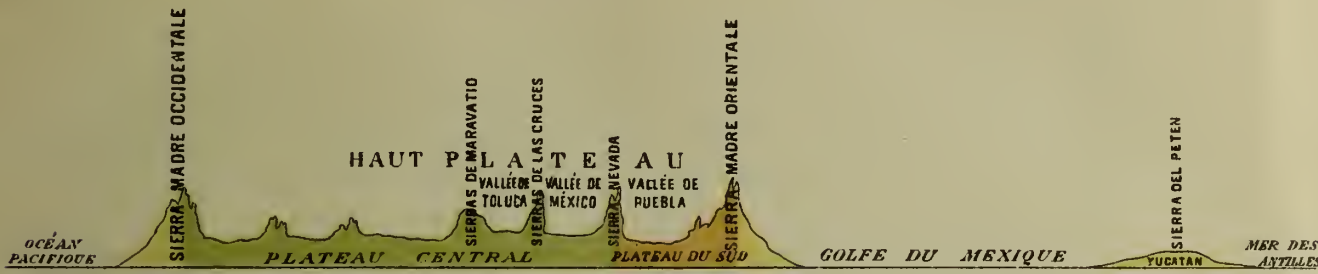 SIERRA MADRE OCCIDENTALE
SIERRAS DE MARAVATIO
SIERRAS DE LAS CRUCES
SIERRA NEVADA
SIERRA MADRE ORIENTALE
SIERRA DEL PETEN
HAUT PLATEAU
VALLÉE DE
TOLUCA
VALLÉE DE
MÉXICO
VALLÉE DE
PUEBLA
OCÉAN
PACIFIQUE
PLATEAU CENTRAL
PLATEAU DU SUD
GOLFE DU MEXIQUE
YUCATAN
MER DES
ANTILLES